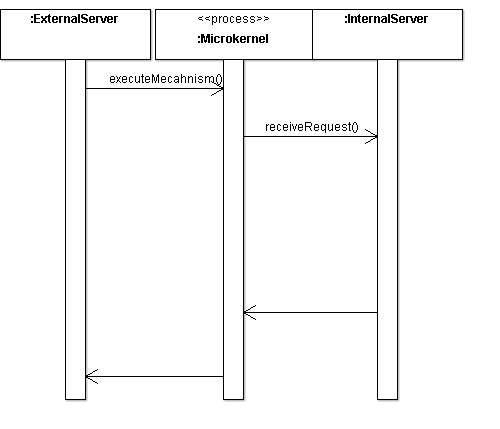 :ExternalServer
<<process>>
:Microkernel
:InternalServer
executeMecahnism()
receiveRequest()